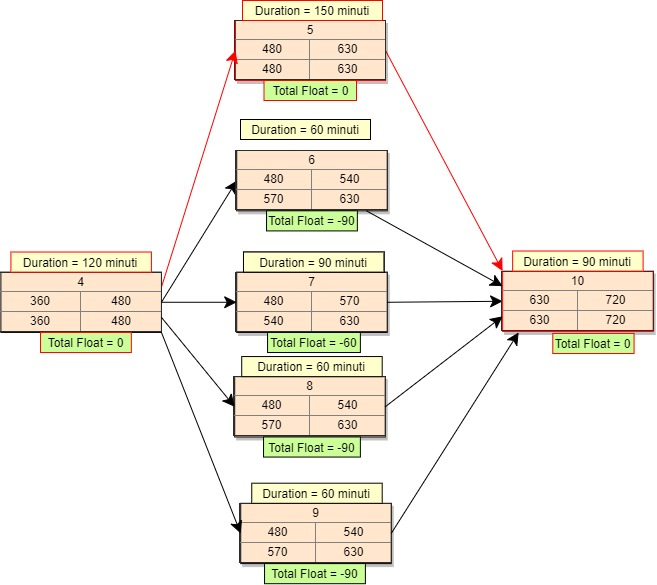 Duration = 150 minuti
5
480 630
480 630
Total Float = 0
Duration = 60 minuti
6
480 540
570 630
Total Float = -90
Duration = 120 minuti
4
360 480
360 480
Total Float = 0
Duration = 90 minuti
7
480 570
540 630
Total Float = -60
Duration = 90 minuti
10
630 720
630 720
Total Float = 0
Duration = 60 minuti
8
480 540
570 630
Total Float = -90
Duration = 60 minuti
9
480 540
570 630
Total Float = -90